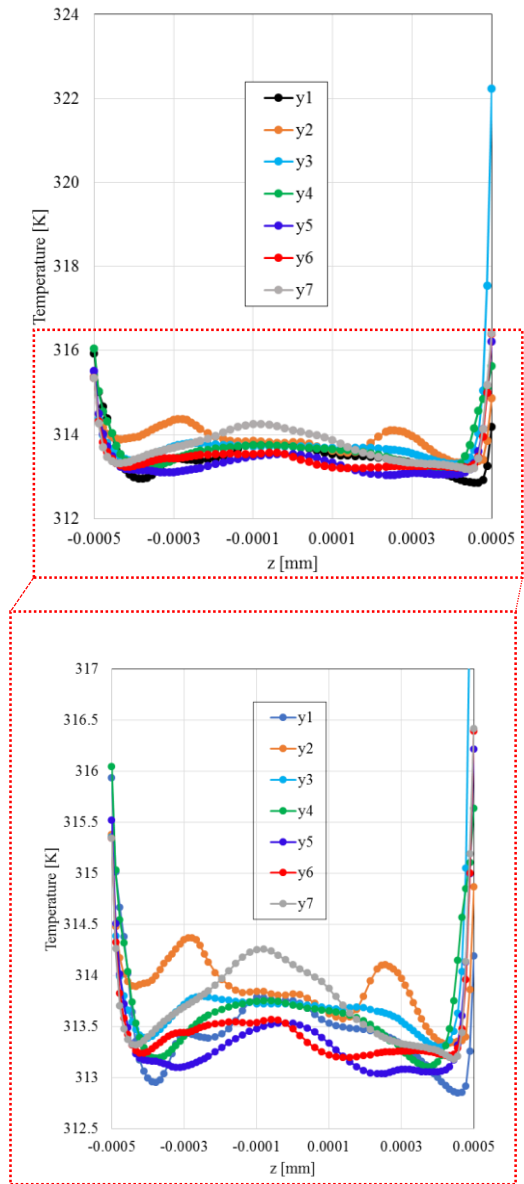 324
322
320
318
316
314
312
Temperature [K]
y1
y2
y3
y4
y5
y6
y7
-0.0005 -0.0003 -0.0001 0.0001 0.0003 0.0005
z [mm]
317
316.5
316
315.5
315
314.5
314
313.5
313
312.5
Temperature [K]
y1
y2
y3
y4
y5
y6
y7
-0.0005 -0.0003 -0.0001 0.0001 0.0003 0.0005
z [mm]